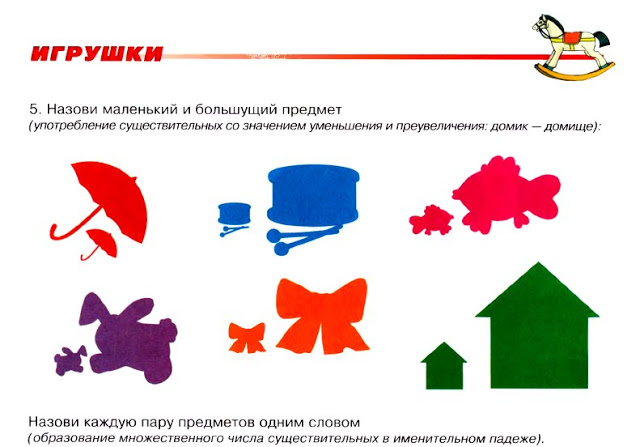 ИГРУШКИ
5. Назови маленький и большущий предмет
(употребление существительных со значением уменьшения и преувеличения: домик — домище):
Назови каждую пару предметов одним словом
(образование множественного числа существительных в именительном падеже).